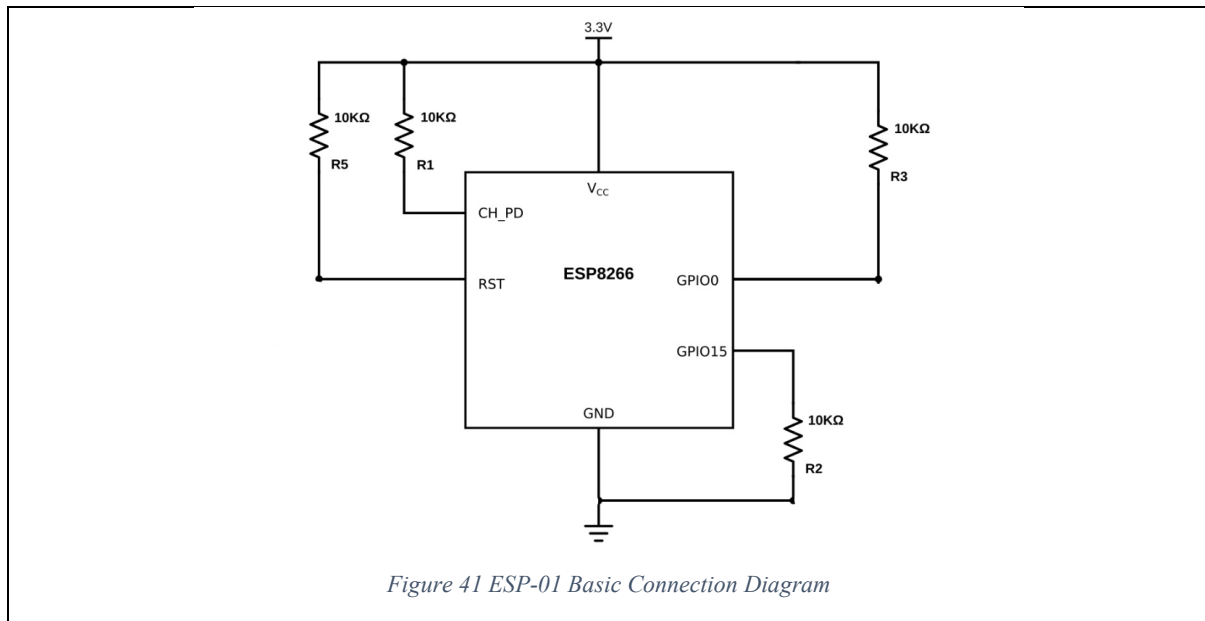 3.3V
10KΩ
R5
10KΩ
R1
10KΩ
R3
VCC
CH_PD
ESP8266
RST
GPIO0
GPIO15
GND
10KΩ
R2
Figure 41 ESP-01 Basic Connection Diagram